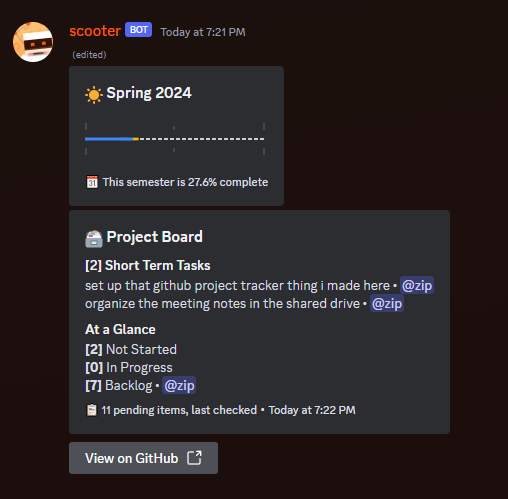 scooter BOT Today at 7:21 PM
(edited)
Spring 2024
This semester is 27.6% complete
Project Board
[2] Short Term Tasks
set up that github project tracker thing i made here • @zip
organize the meeting notes in the shared drive • @zip
At a Glance
[2] Not Started
[0] In Progress
[7] Backlog • @zip
11 pending items, last checked • Today at 7:22 PM
View on GitHub